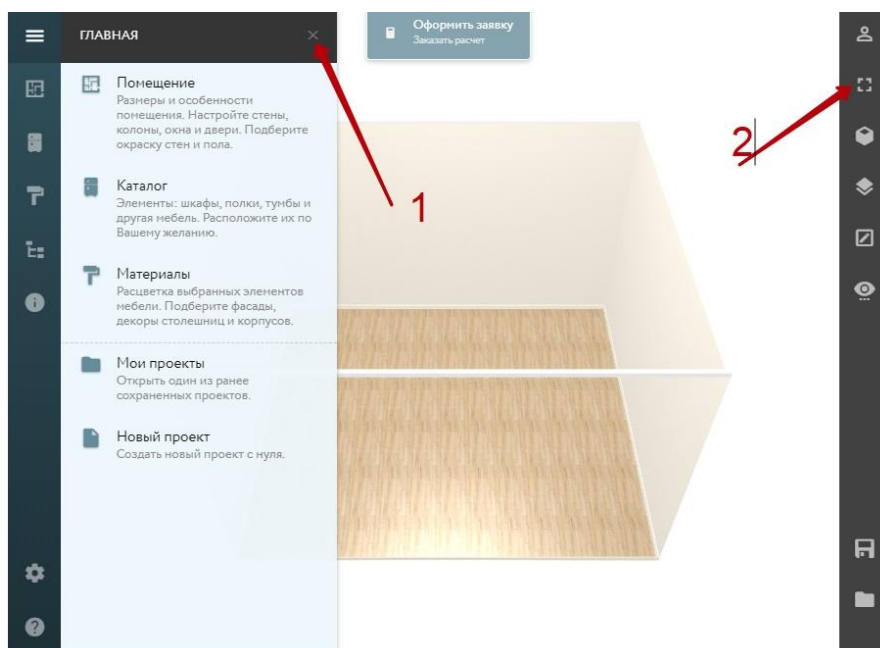 ГЛАВНАЯ
Оформить заявку
Заказать расчет
Помещение
Размеры и особенности
помещения. Настройте стены,
колоны, окна и двери. Подберите
окраску стен и пола.
Каталог
Элементы: шкафы, полки, тумбы и
другая мебель. Расположите их по
Вашему желанию.
Материалы
Расцветка выбранных элементов
мебели. Подберите фасады,
декоры столешниц и корпусов.
Мои проекты
Открыть один из ранее
сохраненных проектов.
Новый проект
Создать новый проект с нуля.
1
2